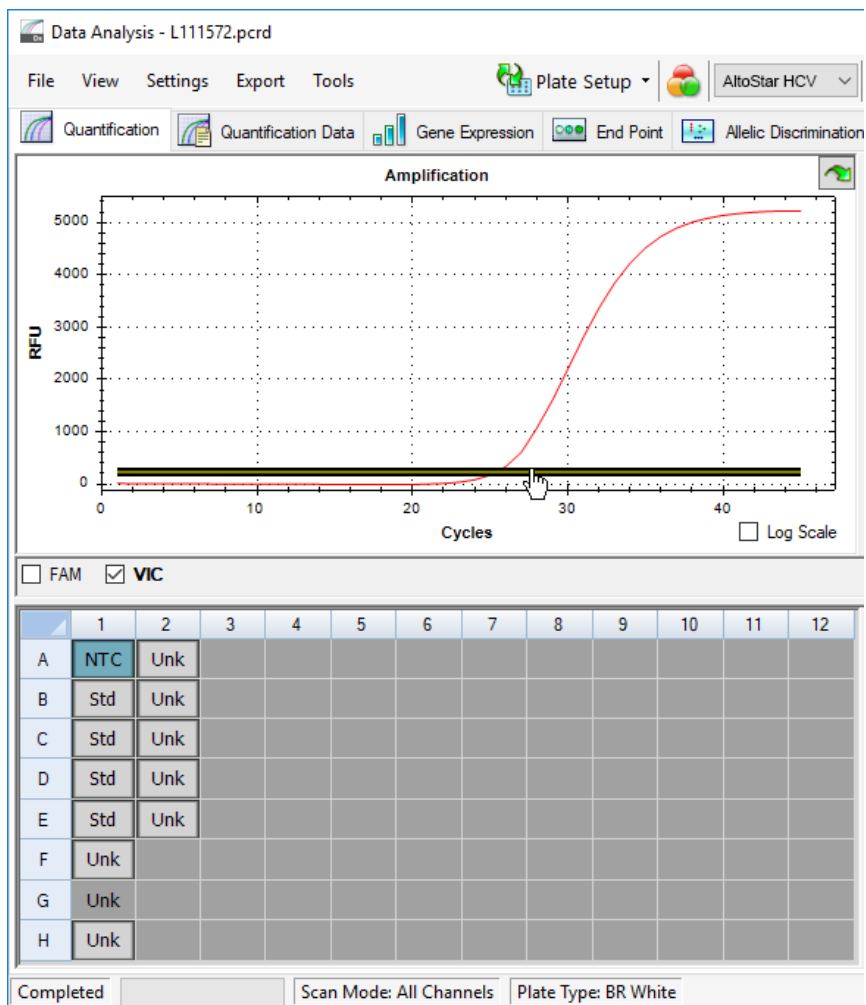 Data Analysis - L111572.pcrd
File View Settings Export Tools Plate Setup AltoStar HCV
Quantification Quantification Data Gene Expression End Point Allelic Discrimination
Amplification
5000
4000
3000
2000
1000
0
RFU
0 10 20 30 40
Cycles
Log Scale
FAM VIC
1 2 3 4 5 6 7 8 9 10 11 12
A NTC Unk
B Std Unk
C Std Unk
D Std Unk
E Std Unk
F Unk
G Unk
H Unk
Completed Scan Mode: All Channels Plate Type: BR White